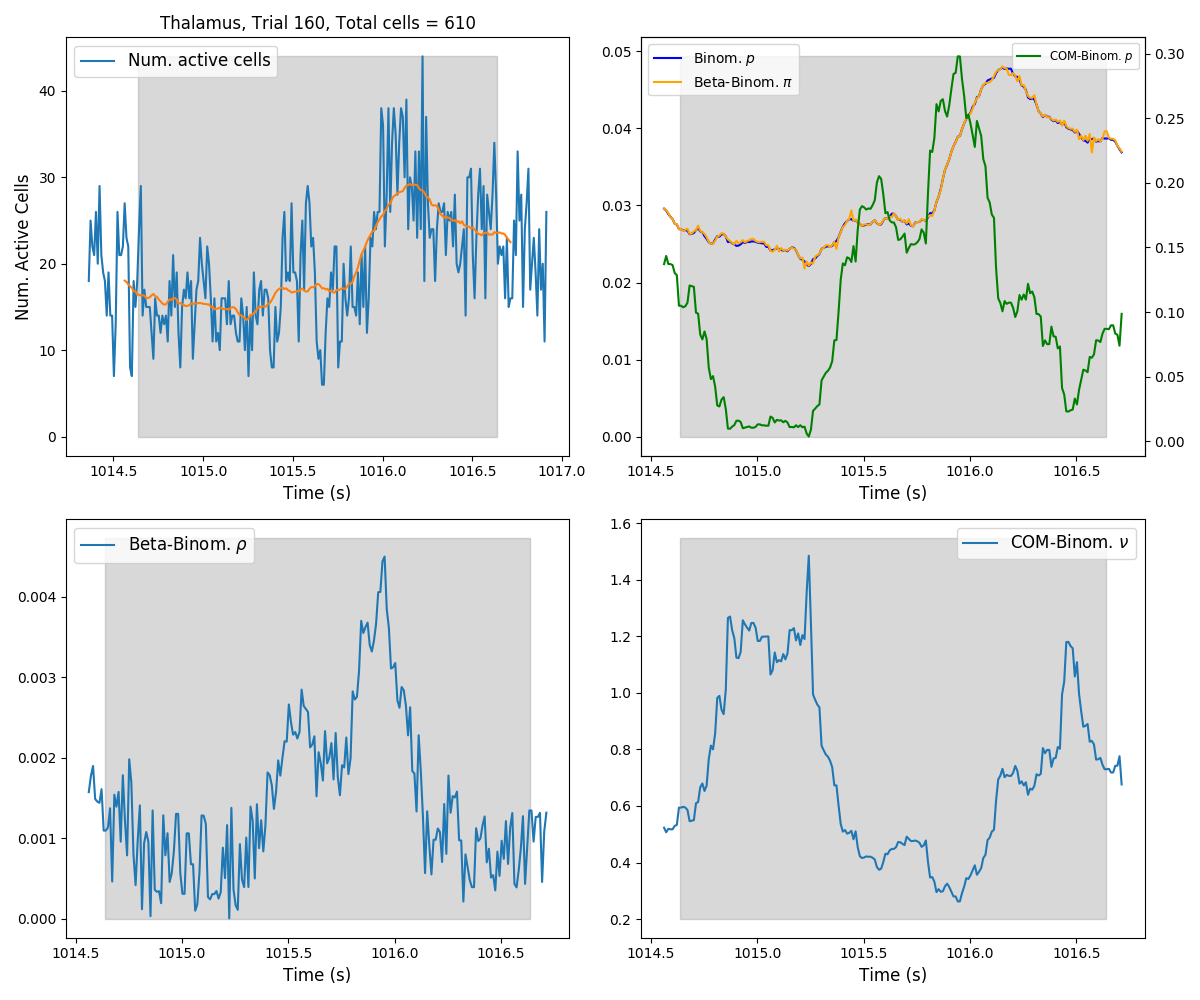 Thalamus, Trial 160, Total cells = 610
Num. active cells
Num. Active Cells
40
30
20
10
0
1014.5 1015.0 1015.5 1016.0 1016.5 1017.0
Time (s)
Binom. p
Beta-Binom. π
COM-Binom. p
0.05
0.04
0.03
0.02
0.01
0.00
0.30
0.25
0.20
0.15
0.10
0.05
0.00
1014.5 1015.0 1015.5 1016.0 1016.5
Time (s)
Beta-Binom. ρ
0.004
0.003
0.002
0.001
0.000
1014.5 1015.0 1015.5 1016.0 1016.5
Time (s)
COM-Binom. ν
1.6
1.4
1.2
1.0
0.8
0.6
0.4
0.2
1014.5 1015.0 1015.5 1016.0 1016.5
Time (s)